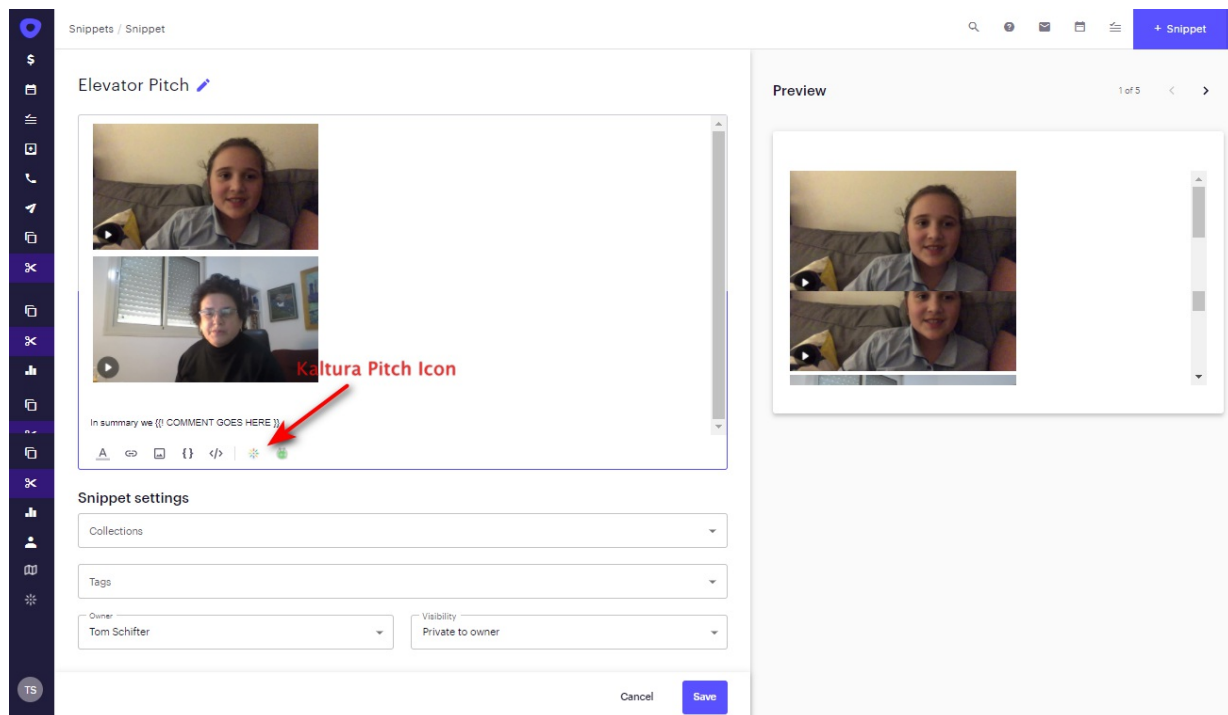 Snippets / Snippet
+ Snippet
Elevator Pitch
Preview
1 of 5
Kaltura Pitch Icon
In summary we {{! COMMENT GOES HERE }}
A
{ }
</>
Snippet settings
Collections
Tags
Owner
Tom Schifter
Visibility
Private to owner
TS
Cancel
Save